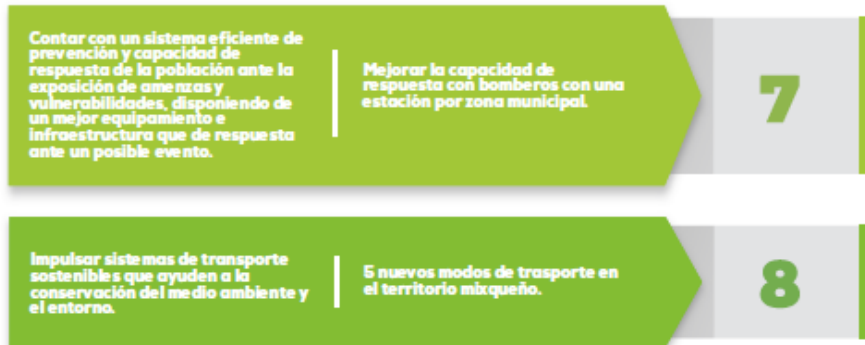 Contar con un sistema eficiente de
prevención y capacidad de
respuesta de la población ante la
exposición de amenzas y
vulnerabilidades, disponiendo de
un mejor equipamiento e
infraestructura que de respuesta
ante un posible evento.
Mejorar la capacidad de
respuesta con bomberos con una
estación por zona municipal.
7
Impulsar sistemas de transporte
sostenibles que ayuden a la
conservación del medio ambiente y
el entorno.
5 nuevos modos de trasporte en
el territorio mixqueño.
8